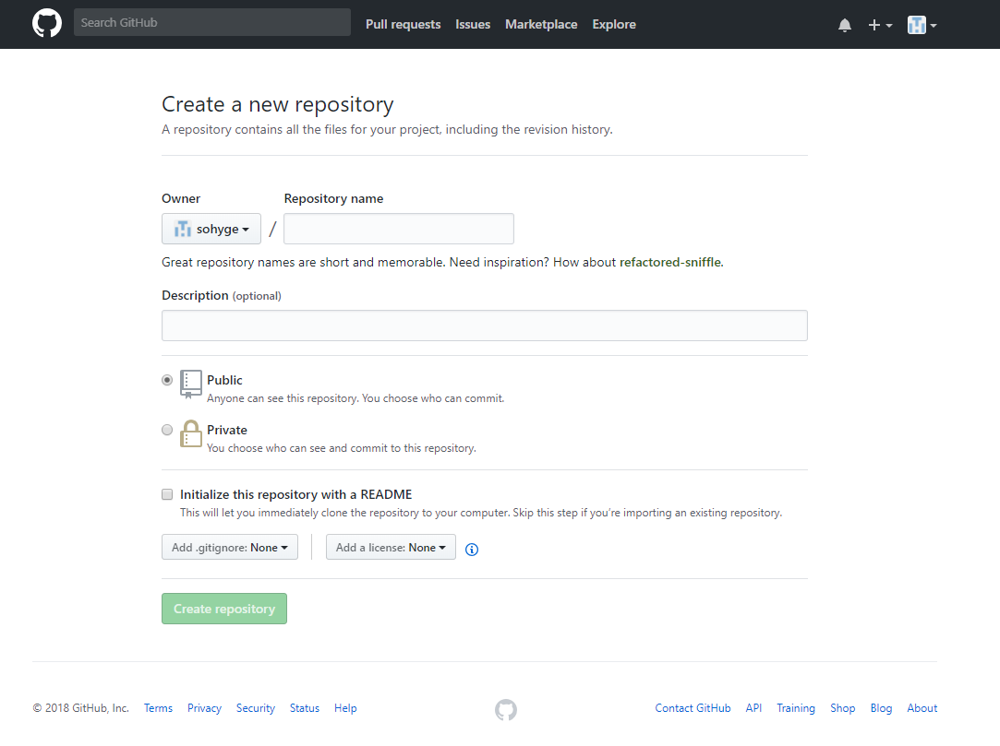 Search GitHub Pull requests Issues Marketplace Explore
Create a new repository
A repository contains all the files for your project, including the revision history.
Owner Repository name
sohyge /
Great repository names are short and memorable. Need inspiration? How about refactored-sniffle.
Description (optional)
Public
Anyone can see this repository. You choose who can commit.
Private
You choose who can see and commit to this repository.
Initialize this repository with a README
This will let you immediately clone the repository to your computer. Skip this step if you’re importing an existing repository.
Add .gitignore: None Add a license: None
Create repository
© 2018 GitHub, Inc. Terms Privacy Security Status Help Contact GitHub API Training Shop Blog About